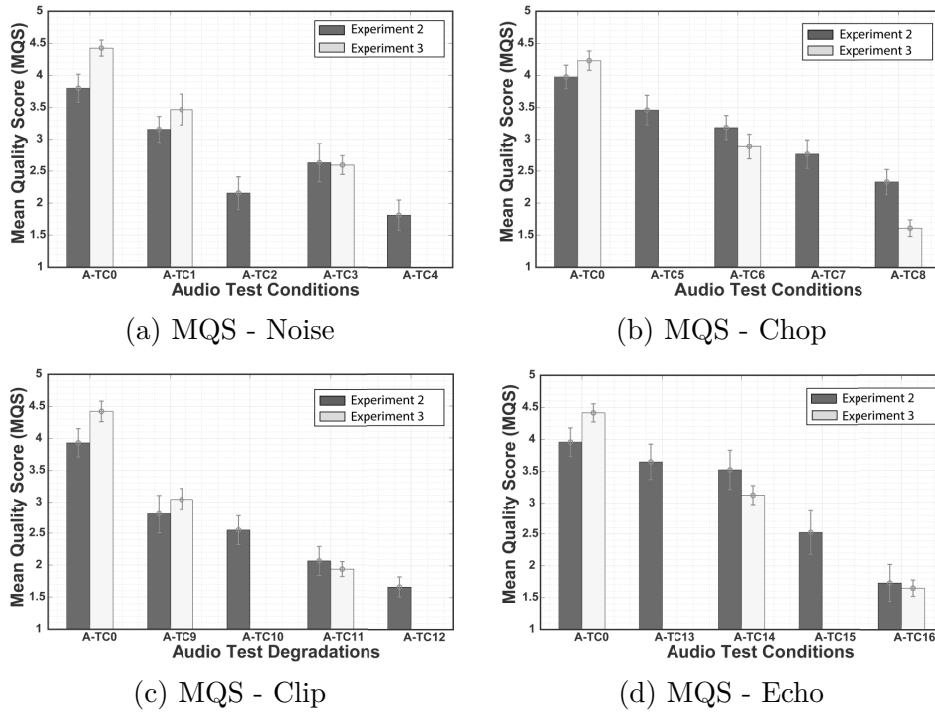 5
4.5
4
3.5
3
2.5
2
1.5
1
Mean Quality Score (MQS)
Experiment 2
Experiment 3
A-TC0 A-TC1 A-TC2 A-TC3 A-TC4
Audio Test Conditions
(a) MQS - Noise
5
4.5
4
3.5
3
2.5
2
1.5
1
Mean Quality Score (MQS)
Experiment 2
Experiment 3
A-TC0 A-TC5 A-TC6 A-TC7 A-TC8
Audio Test Conditions
(b) MQS - Chop
5
4.5
4
3.5
3
2.5
2
1.5
1
Mean Quality Score (MQS)
Experiment 2
Experiment 3
A-TC0 A-TC9 A-TC10 A-TC11 A-TC12
Audio Test Degradations
(c) MQS - Clip
5
4.5
4
3.5
3
2.5
2
1.5
1
Mean Quality Score (MQS)
Experiment 2
Experiment 3
A-TC0 A-TC13 A-TC14 A-TC15 A-TC16
Audio Test Conditions
(d) MQS - Echo